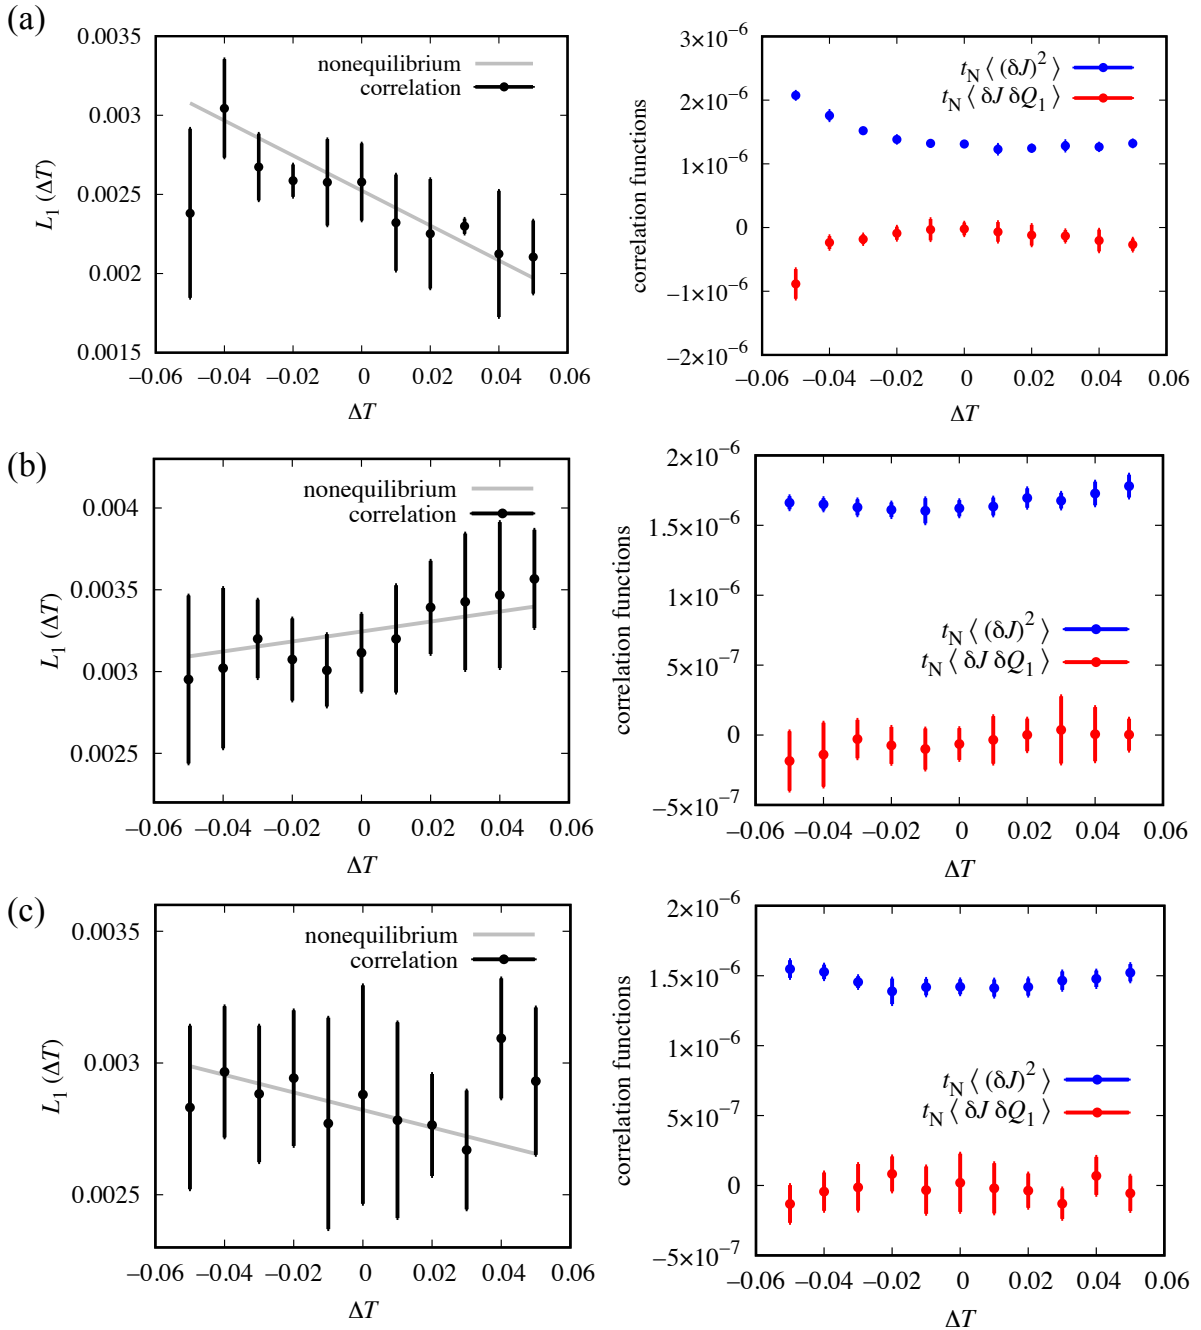 (a)
0.0035
0.003
0.0025
0.002
0.0015
L₁ (ΔT)
nonequilibrium
correlation
−0.06 −0.04 −0.02 0 0.02 0.04 0.06
ΔT
3×10⁻⁶
2×10⁻⁶
1×10⁻⁶
0
−1×10⁻⁶
−2×10⁻⁶
correlation functions
t_N ⟨ (δJ)² ⟩
t_N ⟨ δJ δQ₁ ⟩
−0.06 −0.04 −0.02 0 0.02 0.04 0.06
ΔT
(b)
0.004
0.0035
0.003
0.0025
L₁ (ΔT)
nonequilibrium
correlation
−0.06 −0.04 −0.02 0 0.02 0.04 0.06
ΔT
2×10⁻⁶
1.5×10⁻⁶
1×10⁻⁶
5×10⁻⁷
0
−5×10⁻⁷
correlation functions
t_N ⟨ (δJ)² ⟩
t_N ⟨ δJ δQ₁ ⟩
−0.06 −0.04 −0.02 0 0.02 0.04 0.06
ΔT
(c)
0.0035
0.003
0.0025
L₁ (ΔT)
nonequilibrium
correlation
−0.06 −0.04 −0.02 0 0.02 0.04 0.06
ΔT
2×10⁻⁶
1.5×10⁻⁶
1×10⁻⁶
5×10⁻⁷
0
−5×10⁻⁷
correlation functions
t_N ⟨ (δJ)² ⟩
t_N ⟨ δJ δQ₁ ⟩
−0.06 −0.04 −0.02 0 0.02 0.04 0.06
ΔT